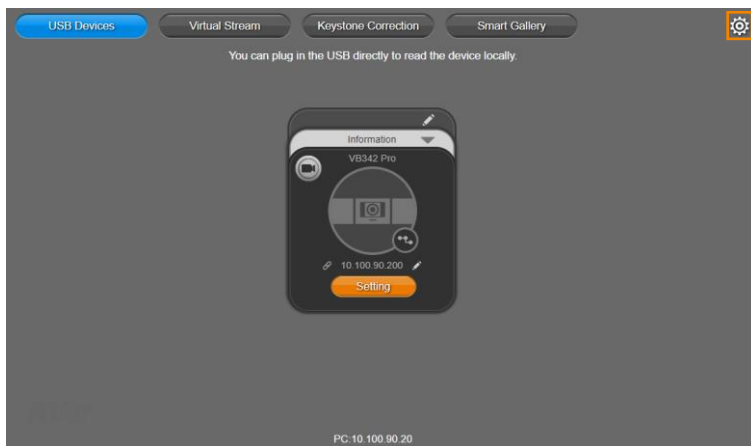 USB Devices
Virtual Stream
Keystone Correction
Smart Gallery
You can plug in the USB directly to read the device locally.
Information
VB342 Pro
10.100.90.200
Setting
PC:10.100.90.20